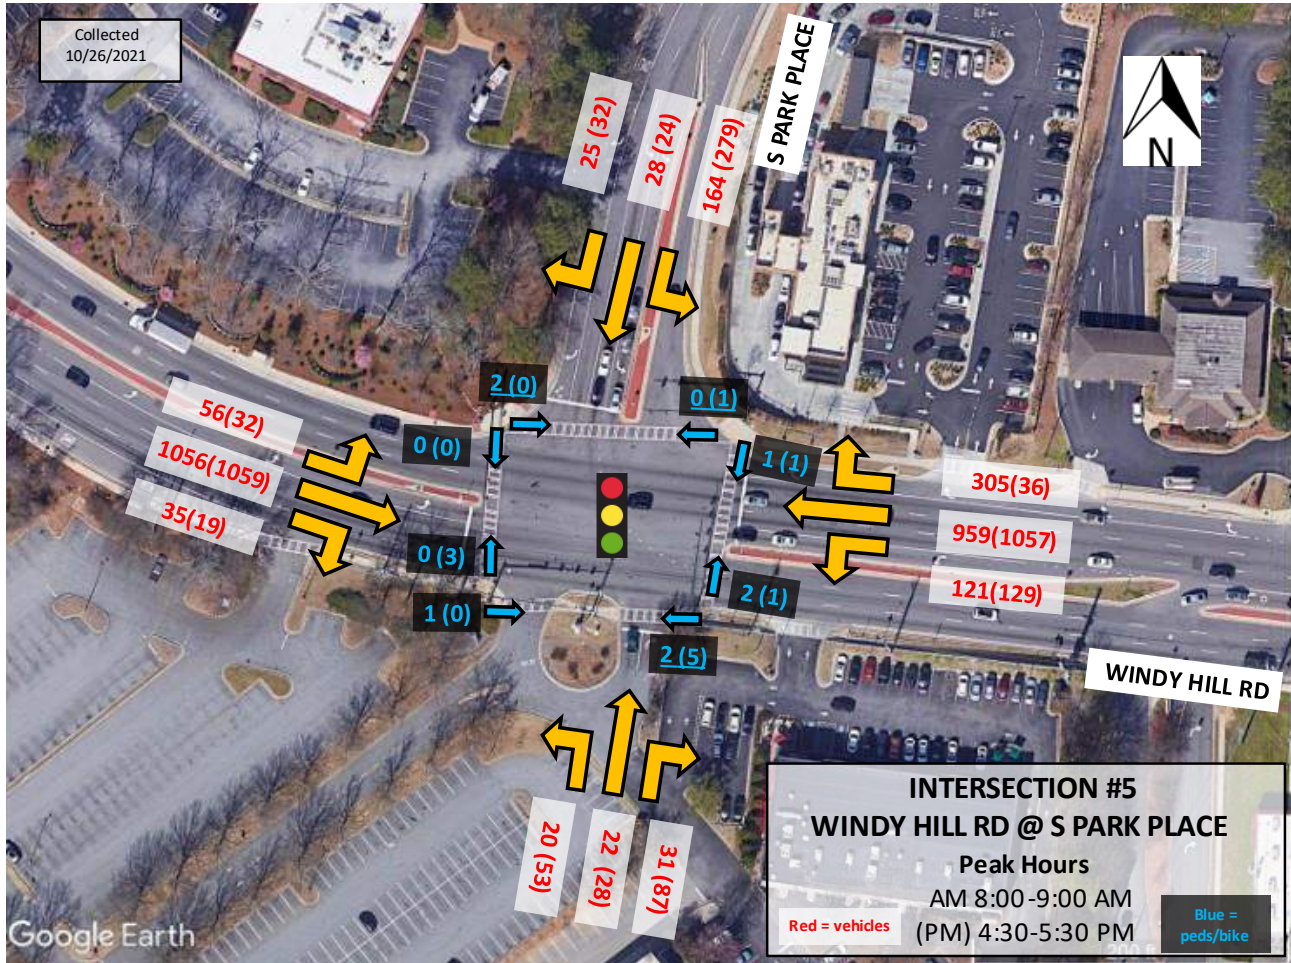 Collected
10/26/2021
25 (32)
28 (24)
164 (279)
S PARK PLACE
N
2 (0)
0 (1)
56(32)
1056(1059)
35(19)
0 (0)
1 (1)
305(36)
959(1057)
121(129)
0 (3)
1 (0)
2 (1)
2 (5)
WINDY HILL RD
20 (53)
22 (28)
31 (87)
INTERSECTION #5
WINDY HILL RD @ S PARK PLACE
Peak Hours
AM 8:00-9:00 AM
(PM) 4:30-5:30 PM
Red = vehicles
Blue =
peds/bike
Google Earth
200 ft